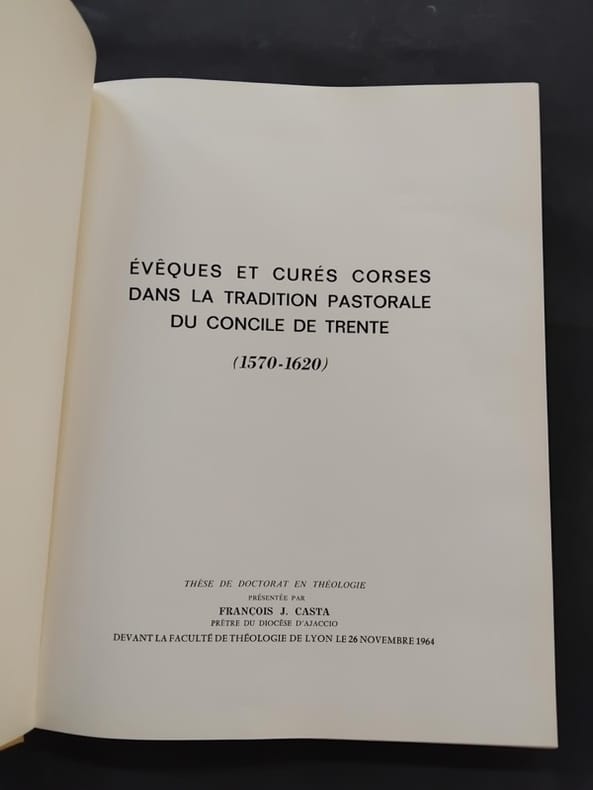 ÉVÊQUES ET CURÉS CORSES
DANS LA TRADITION PASTORALE
DU CONCILE DE TRENTE
(1570-1620)
THÈSE DE DOCTORAT EN THÉOLOGIE
PRÉSENTÉE PAR
FRANÇOIS J. CASTA
PRÊTRE DU DIOCÈSE D'AJACCIO
DEVANT LA FACULTÉ DE THÉOLOGIE DE LYON LE 26 NOVEMBRE 1964